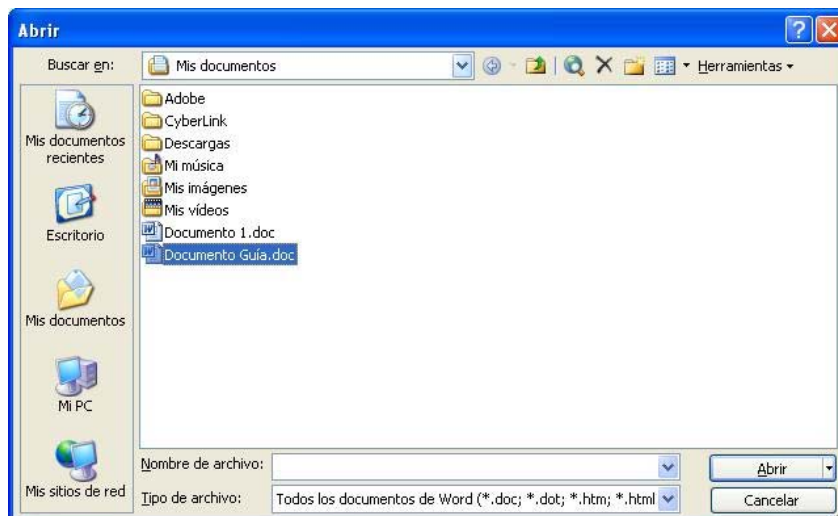 Abrir
Buscar en:
Mis documentos
Herramientas
Mis documentos
recientes
Escritorio
Mis documentos
Mi PC
Mis sitios de red
Adobe
CyberLink
Descargas
Mi música
Mis imágenes
Mis vídeos
Documento 1.doc
Documento Guía.doc
Nombre de archivo:
Abrir
Tipo de archivo:
Todos los documentos de Word (*.doc; *.dot; *.htm; *.html
Cancelar